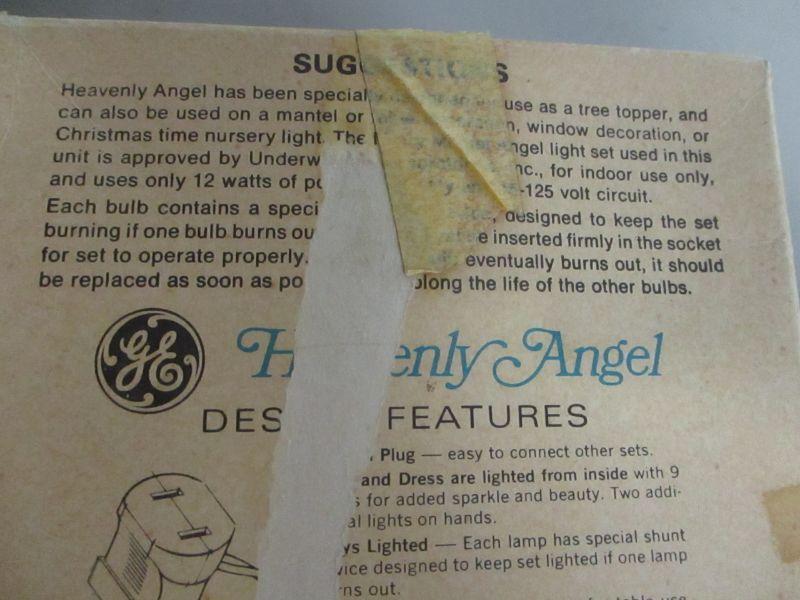 SUGGESTIONS
Heavenly Angel has been special use as a tree topper, and
can also be used on a mantel or window decoration, or
Christmas time nursery light. The ngel light set used in this
unit is approved by Underw nc., for indoor use only,
and uses only 12 watts of po -125 volt circuit.
Each bulb contains a speci designed to keep the set
burning if one bulb burns ou e inserted firmly in the socket
for set to operate properly. eventually burns out, it should
be replaced as soon as po olong the life of the other bulbs.
GE Heavenly Angel
DES FEATURES
Plug — easy to connect other sets.
and Dress are lighted from inside with 9
s for added sparkle and beauty. Two addi-
al lights on hands.
ys Lighted — Each lamp has special shunt
vice designed to keep set lighted if one lamp
rns out.